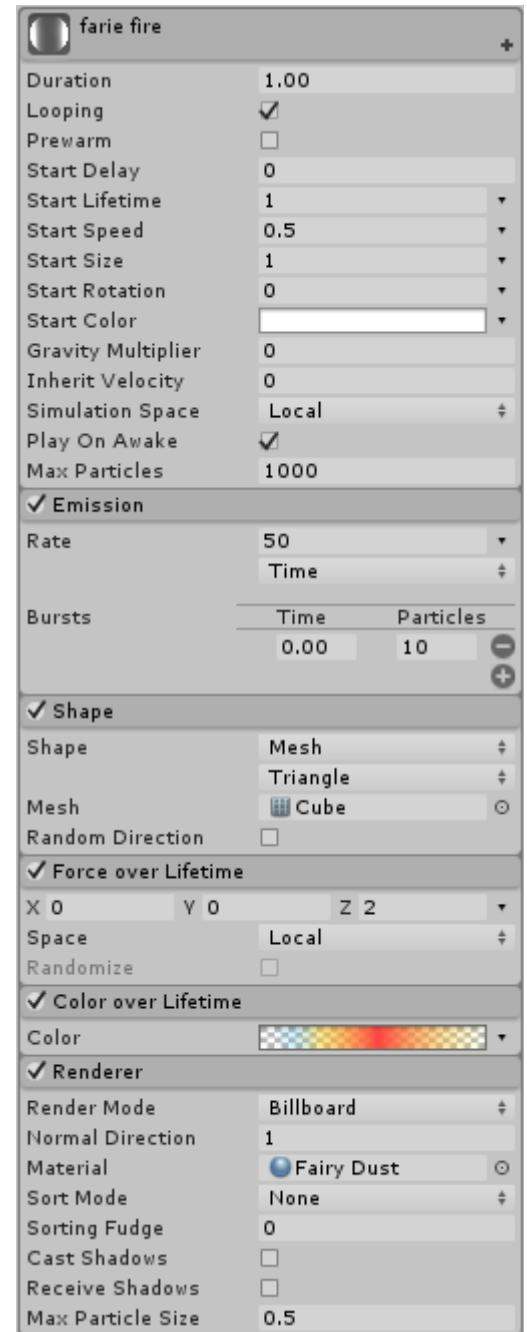 farie fire
Duration 1.00
Looping
Prewarm
Start Delay 0
Start Lifetime 1
Start Speed 0.5
Start Size 1
Start Rotation 0
Start Color
Gravity Multiplier 0
Inherit Velocity 0
Simulation Space Local
Play On Awake
Max Particles 1000
Emission
Rate 50
Time
Bursts Time Particles
0.00 10
Shape
Shape Mesh
Triangle
Mesh Cube
Random Direction
Force over Lifetime
X 0 Y 0 Z 2
Space Local
Randomize
Color over Lifetime
Color
Renderer
Render Mode Billboard
Normal Direction 1
Material Fairy Dust
Sort Mode None
Sorting Fudge 0
Cast Shadows
Receive Shadows
Max Particle Size 0.5